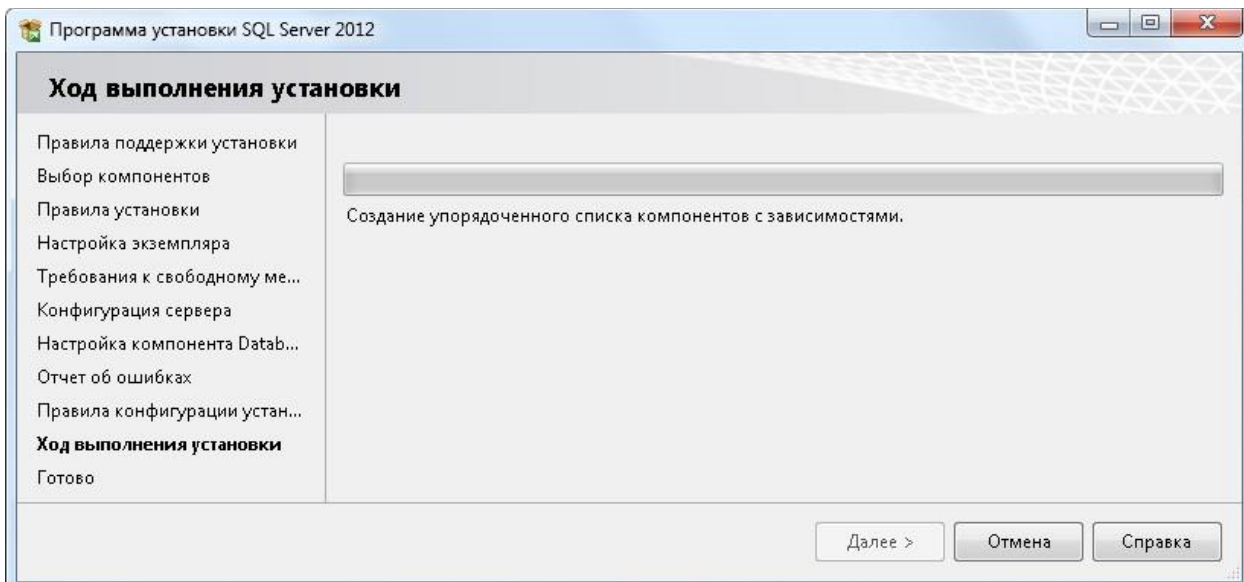 Программа установки SQL Server 2012
Ход выполнения установки
Правила поддержки установки
Выбор компонентов
Правила установки
Настройка экземпляра
Требования к свободному ме...
Конфигурация сервера
Настройка компонента Datab...
Отчет об ошибках
Правила конфигурации устан...
Ход выполнения установки
Готово
Создание упорядоченного списка компонентов с зависимостями.
Далее >
Отмена
Справка